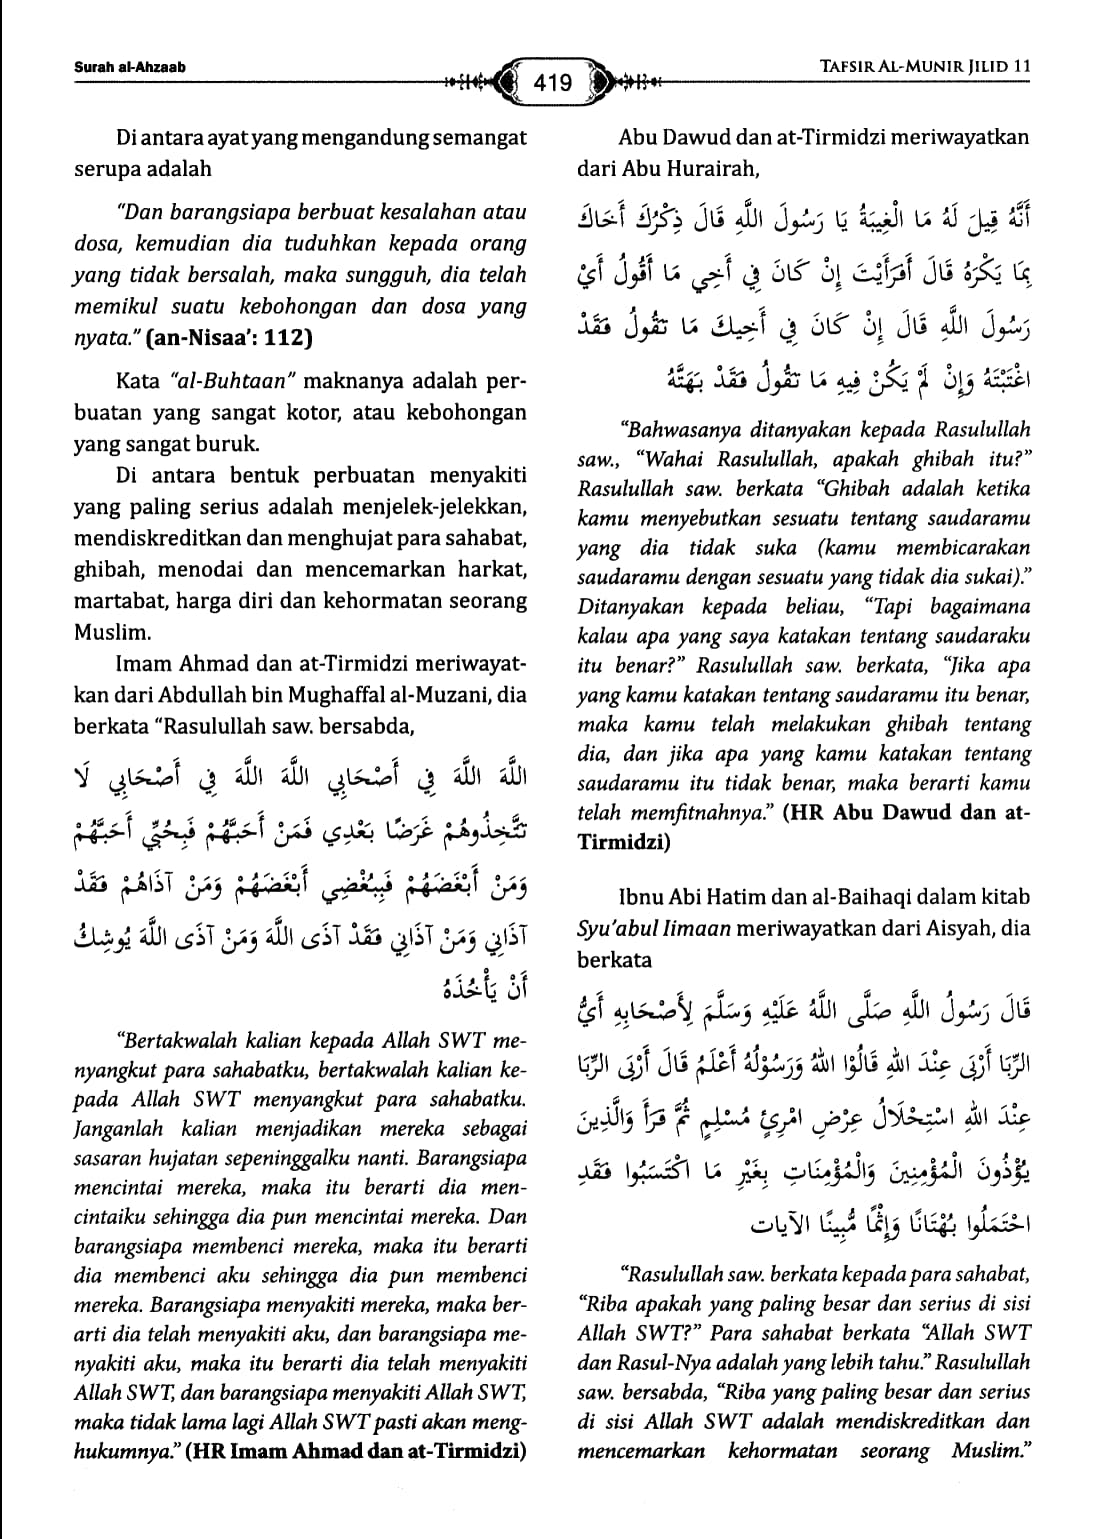 Surah al-Ahzaab
419
TAFSIR AL-MUNIR JILID 11
Di antara ayat yang mengandung semangat
serupa adalah
“Dan barangsiapa berbuat kesalahan atau
dosa, kemudian dia tuduhkan kepada orang
yang tidak bersalah, maka sungguh, dia telah
memikul suatu kebohongan dan dosa yang
nyata.” (an-Nisaa’: 112)
Kata “al-Buhtaan” maknanya adalah per-
buatan yang sangat kotor, atau kebohongan
yang sangat buruk.
Di antara bentuk perbuatan menyakiti
yang paling serius adalah menjelek-jelekkan,
mendiskreditkan dan menghujat para sahabat,
ghibah, menodai dan mencemarkan harkat,
martabat, harga diri dan kehormatan seorang
Muslim.
Imam Ahmad dan at-Tirmidzi meriwayat-
kan dari Abdullah bin Mughaffal al-Muzani, dia
berkata “Rasulullah saw. bersabda,
اللَّهَ اللَّهَ فِي أَصْحَابِي اللَّهَ اللَّهَ فِي أَصْحَابِي لَا
تَتَّخِذُوهُمْ غَرَضًا بَعْدِي فَمَنْ أَحَبَّهُمْ فَبِحُبِّي أَحَبَّهُمْ
وَمَنْ أَبْغَضَهُمْ فَبِبُغْضِي أَبْغَضَهُمْ وَمَنْ آذَاهُمْ فَقَدْ
آذَانِي وَمَنْ آذَانِي فَقَدْ آذَى اللَّهَ وَمَنْ آذَى اللَّهَ يُوشِكُ
أَنْ يَأْخُذَهُ
“Bertakwalah kalian kepada Allah SWT me-
nyangkut para sahabatku, bertakwalah kalian ke-
pada Allah SWT menyangkut para sahabatku.
Janganlah kalian menjadikan mereka sebagai
sasaran hujatan sepeninggalku nanti. Barangsiapa
mencintai mereka, maka itu berarti dia men-
cintaiku sehingga dia pun mencintai mereka. Dan
barangsiapa membenci mereka, maka itu berarti
dia membenci aku sehingga dia pun membenci
mereka. Barangsiapa menyakiti mereka, maka ber-
arti dia telah menyakiti aku, dan barangsiapa me-
nyakiti aku, maka itu berarti dia telah menyakiti
Allah SWT, dan barangsiapa menyakiti Allah SWT,
maka tidak lama lagi Allah SWT pasti akan meng-
hukumnya.” (HR Imam Ahmad dan at-Tirmidzi)
Abu Dawud dan at-Tirmidzi meriwayatkan
dari Abu Hurairah,
أَنَّهُ قِيلَ لَهُ مَا الْغِيبَةُ يَا رَسُولَ اللَّهِ قَالَ ذِكْرُكَ أَخَاكَ
بِمَا يَكْرَهُ قَالَ أَفَرَأَيْتَ إِنْ كَانَ فِي أَخِي مَا أَقُولُ أَيْ
رَسُولَ اللَّهِ قَالَ إِنْ كَانَ فِي أَخِيكَ مَا تَقُولُ فَقَدْ
اغْتَبْتَهُ وَإِنْ لَمْ يَكُنْ فِيهِ مَا تَقُولُ فَقَدْ بَهَتَّهُ
“Bahwasanya ditanyakan kepada Rasulullah
saw., “Wahai Rasulullah, apakah ghibah itu?”
Rasulullah saw. berkata “Ghibah adalah ketika
kamu menyebutkan sesuatu tentang saudaramu
yang dia tidak suka (kamu membicarakan
saudaramu dengan sesuatu yang tidak dia sukai).”
Ditanyakan kepada beliau, “Tapi bagaimana
kalau apa yang saya katakan tentang saudaraku
itu benar?” Rasulullah saw. berkata, “Jika apa
yang kamu katakan tentang saudaramu itu benar,
maka kamu telah melakukan ghibah tentang
dia, dan jika apa yang kamu katakan tentang
saudaramu itu tidak benar, maka berarti kamu
telah memfitnahnya.” (HR Abu Dawud dan at-
Tirmidzi)
Ibnu Abi Hatim dan al-Baihaqi dalam kitab
Syu’abul Iimaan meriwayatkan dari Aisyah, dia
berkata
قَالَ رَسُولُ اللَّهِ صَلَّى اللَّهُ عَلَيْهِ وَسَلَّمَ لِأَصْحَابِهِ أَيُّ
الرِّبَا أَرْبَى عِنْدَ اللهِ قَالُوْا اللهُ وَرَسُوْلُهُ أَعْلَمُ قَالَ أَرْبَى الرِّبَا
عِنْدَ اللهِ اسْتِحْلَالُ عِرْضِ امْرِئٍ مُسْلِمٍ ثُمَّ قَرَأَ وَالَّذِينَ
يُؤْذُونَ الْمُؤْمِنِينَ وَالْمُؤْمِنَاتِ بِغَيْرِ مَا اكْتَسَبُوا فَقَدِ
احْتَمَلُوا بُهْتَانًا وَإِثْمًا مُّبِينًا الآيات
“Rasulullah saw. berkata kepada para sahabat,
“Riba apakah yang paling besar dan serius di sisi
Allah SWT?” Para sahabat berkata “Allah SWT
dan Rasul-Nya adalah yang lebih tahu.” Rasulullah
saw. bersabda, “Riba yang paling besar dan serius
di sisi Allah SWT adalah mendiskreditkan dan
mencemarkan kehormatan seorang Muslim.”